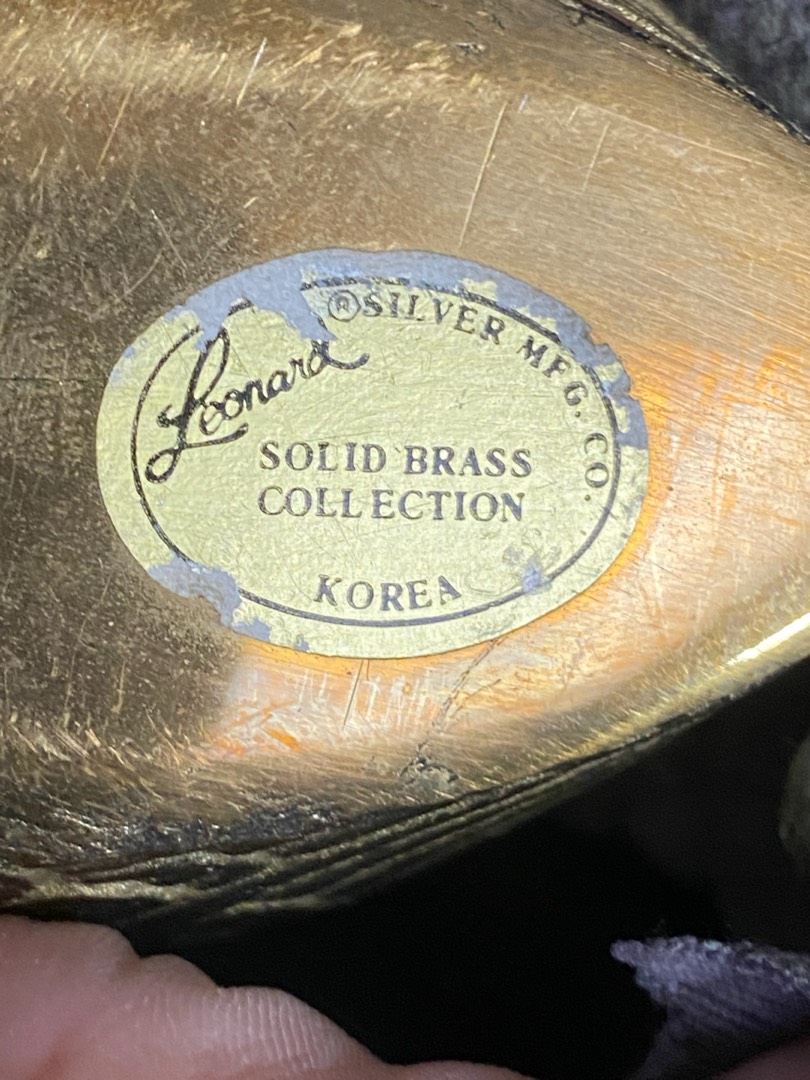 Leonard
® SILVER MFG. CO.
SOLID BRASS
COLLECTION
KOREA